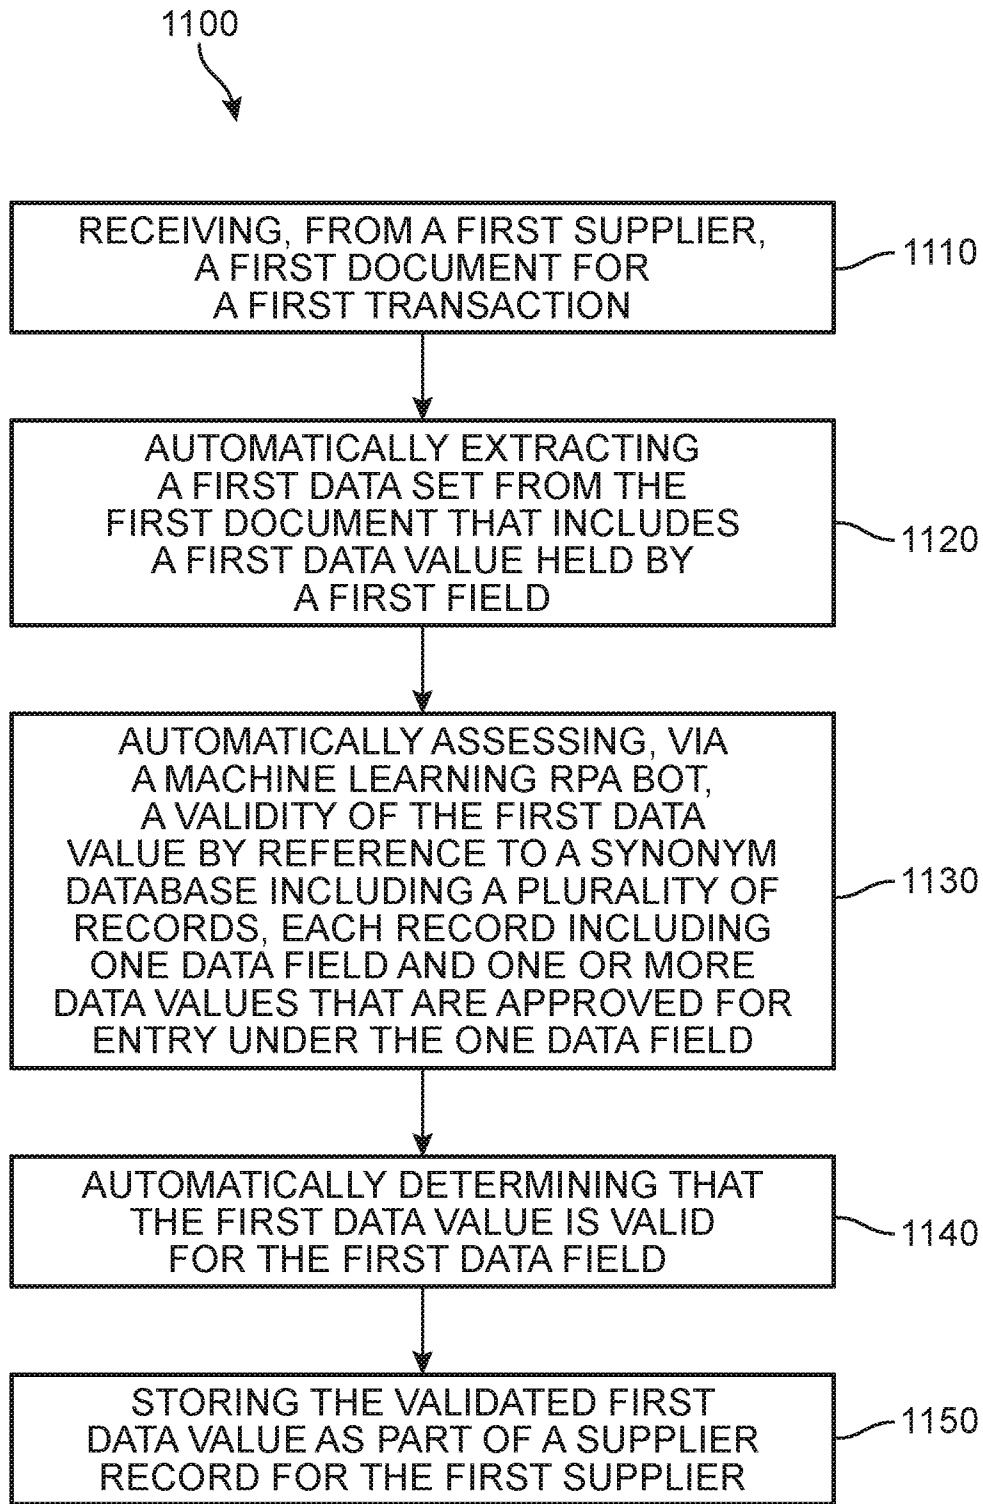 1100
RECEIVING, FROM A FIRST SUPPLIER,
A FIRST DOCUMENT FOR
A FIRST TRANSACTION
1110
AUTOMATICALLY EXTRACTING
A FIRST DATA SET FROM THE
FIRST DOCUMENT THAT INCLUDES
A FIRST DATA VALUE HELD BY
A FIRST FIELD
1120
AUTOMATICALLY ASSESSING, VIA
A MACHINE LEARNING RPA BOT,
A VALIDITY OF THE FIRST DATA
VALUE BY REFERENCE TO A SYNONYM
DATABASE INCLUDING A PLURALITY OF
RECORDS, EACH RECORD INCLUDING
ONE DATA FIELD AND ONE OR MORE
DATA VALUES THAT ARE APPROVED FOR
ENTRY UNDER THE ONE DATA FIELD
1130
AUTOMATICALLY DETERMINING THAT
THE FIRST DATA VALUE IS VALID
FOR THE FIRST DATA FIELD
1140
STORING THE VALIDATED FIRST
DATA VALUE AS PART OF A SUPPLIER
RECORD FOR THE FIRST SUPPLIER
1150